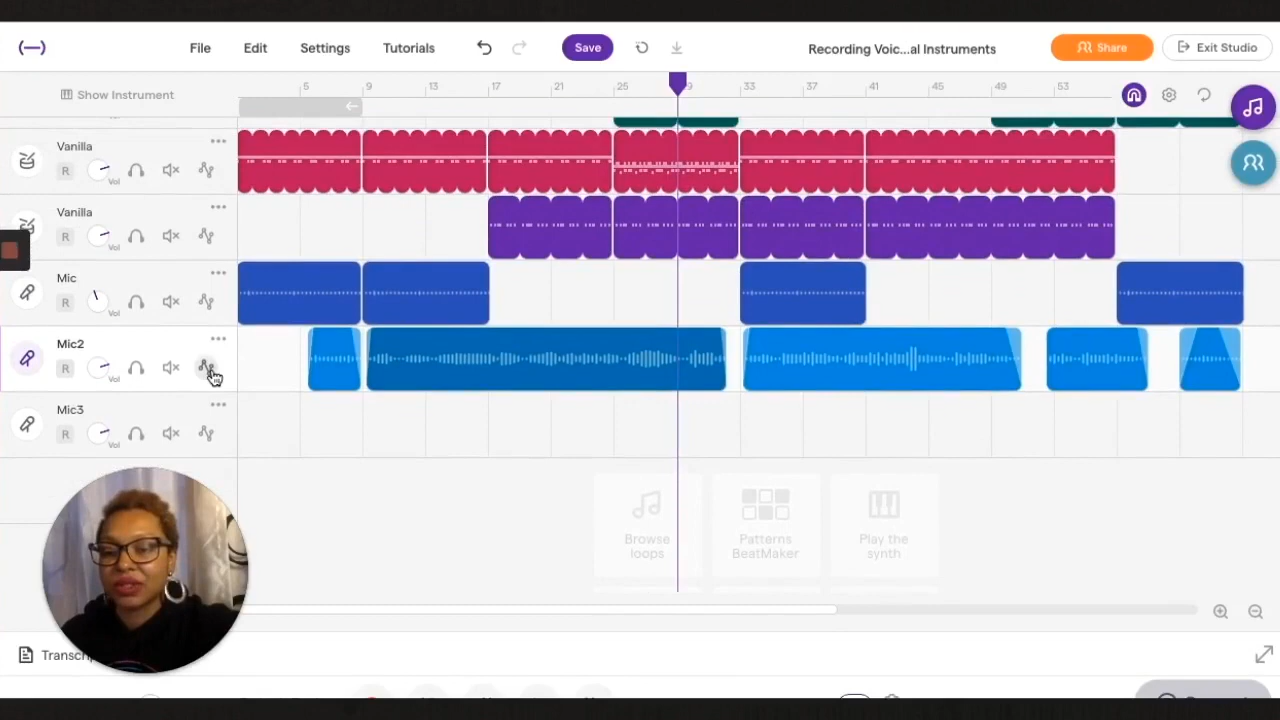 File Edit Settings Tutorials Save Recording Voic...al Instruments Share Exit Studio
Show Instrument 5 9 13 17 21 25 33 37 41 45 49 53
Vanilla
R Vol
Vanilla
R Vol
Mic
R Vol
Mic2
R Vol
Mic3
R Vol
Browse loops
Patterns BeatMaker
Play the synth